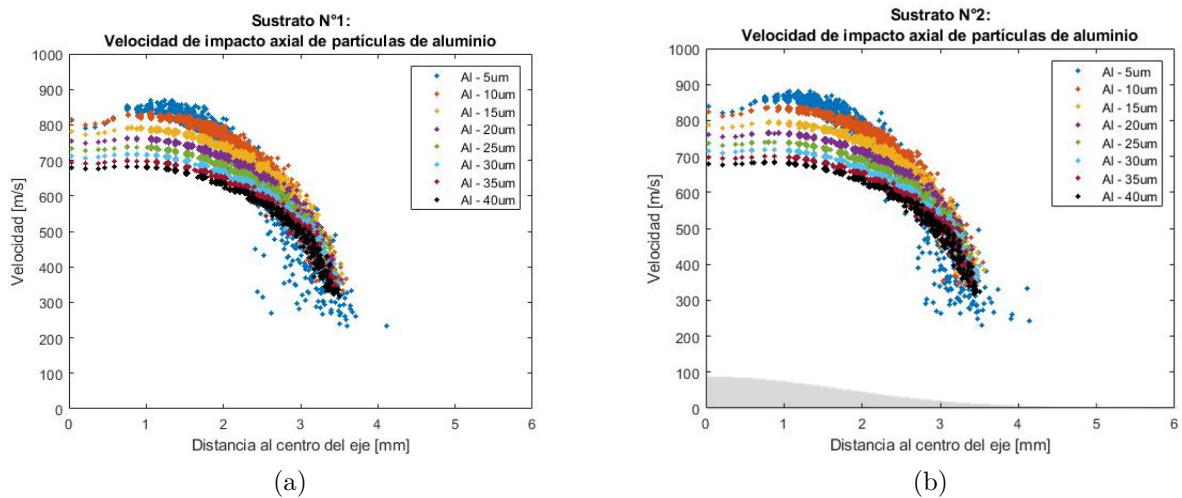 Sustrato N°1:
Velocidad de impacto axial de partículas de aluminio
1000
900
800
700
600
500
400
300
200
100
0
Velocidad [m/s]
Al - 5um
Al - 10um
Al - 15um
Al - 20um
Al - 25um
Al - 30um
Al - 35um
Al - 40um
0 1 2 3 4 5 6
Distancia al centro del eje [mm]
(a)
Sustrato N°2:
Velocidad de impacto axial de partículas de aluminio
1000
900
800
700
600
500
400
300
200
100
0
Velocidad [m/s]
Al - 5um
Al - 10um
Al - 15um
Al - 20um
Al - 25um
Al - 30um
Al - 35um
Al - 40um
0 1 2 3 4 5 6
Distancia al centro del eje [mm]
(b)